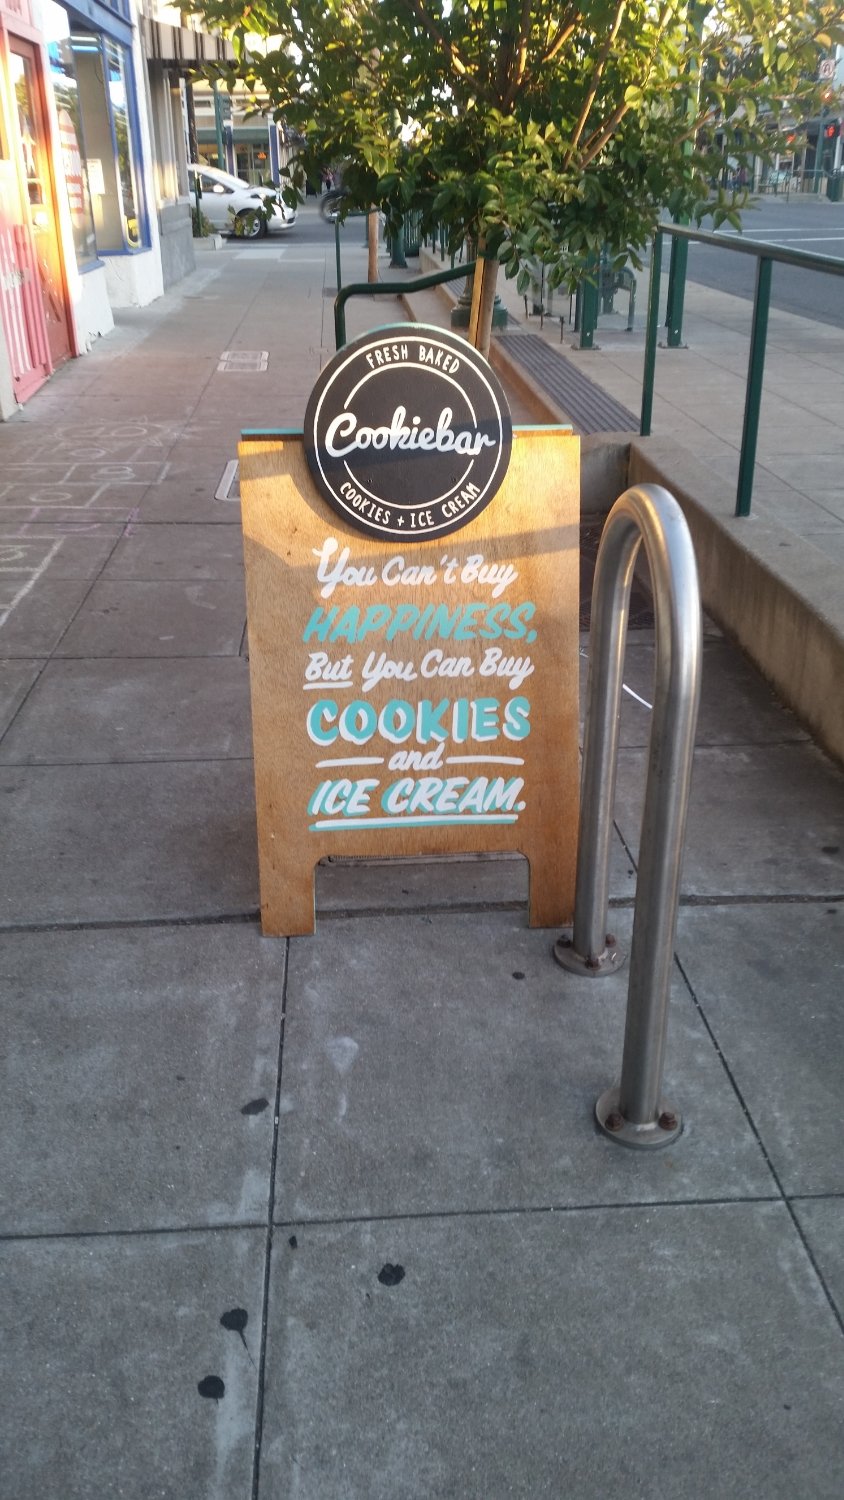 FRESH BAKED
Cookiebar
COOKIES + ICE CREAM
You Can't Buy
HAPPINESS,
But You Can Buy
COOKIES
and
ICE CREAM.